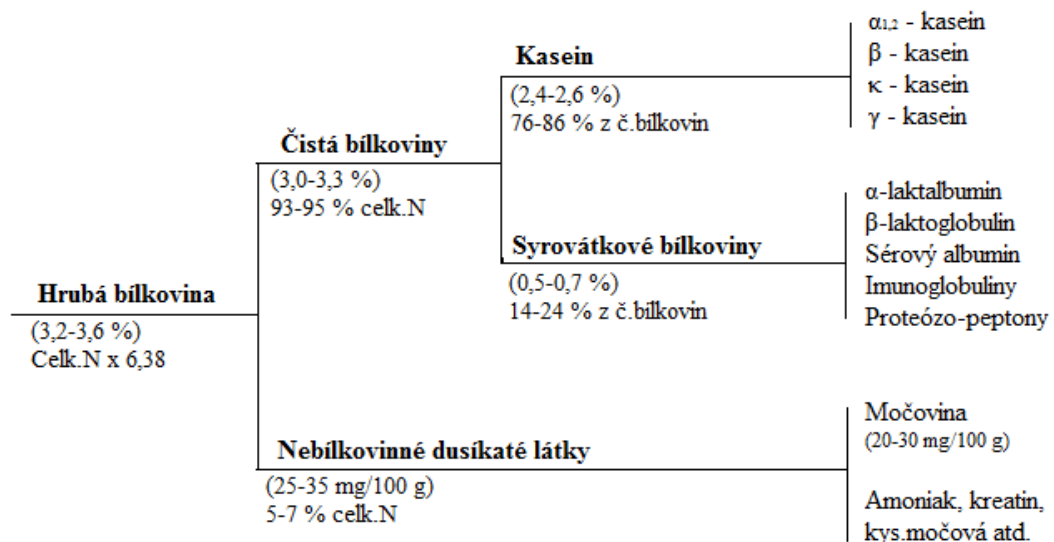 Hrubá bílkovina
(3,2-3,6 %)
Celk.N x 6,38
Čistá bílkoviny
(3,0-3,3 %)
93-95 % celk.N
Kasein
(2,4-2,6 %)
76-86 % z č.bílkovin
α1,2 - kasein
β - kasein
κ - kasein
γ - kasein
Syrovátkové bílkoviny
(0,5-0,7 %)
14-24 % z č.bílkovin
α-laktalbumin
β-laktoglobulin
Sérový albumin
Imunoglobuliny
Proteózo-peptony
Nebílkovinné dusíkaté látky
(25-35 mg/100 g)
5-7 % celk.N
Močovina
(20-30 mg/100 g)
Amoniak, kreatin,
kys.močová atd.